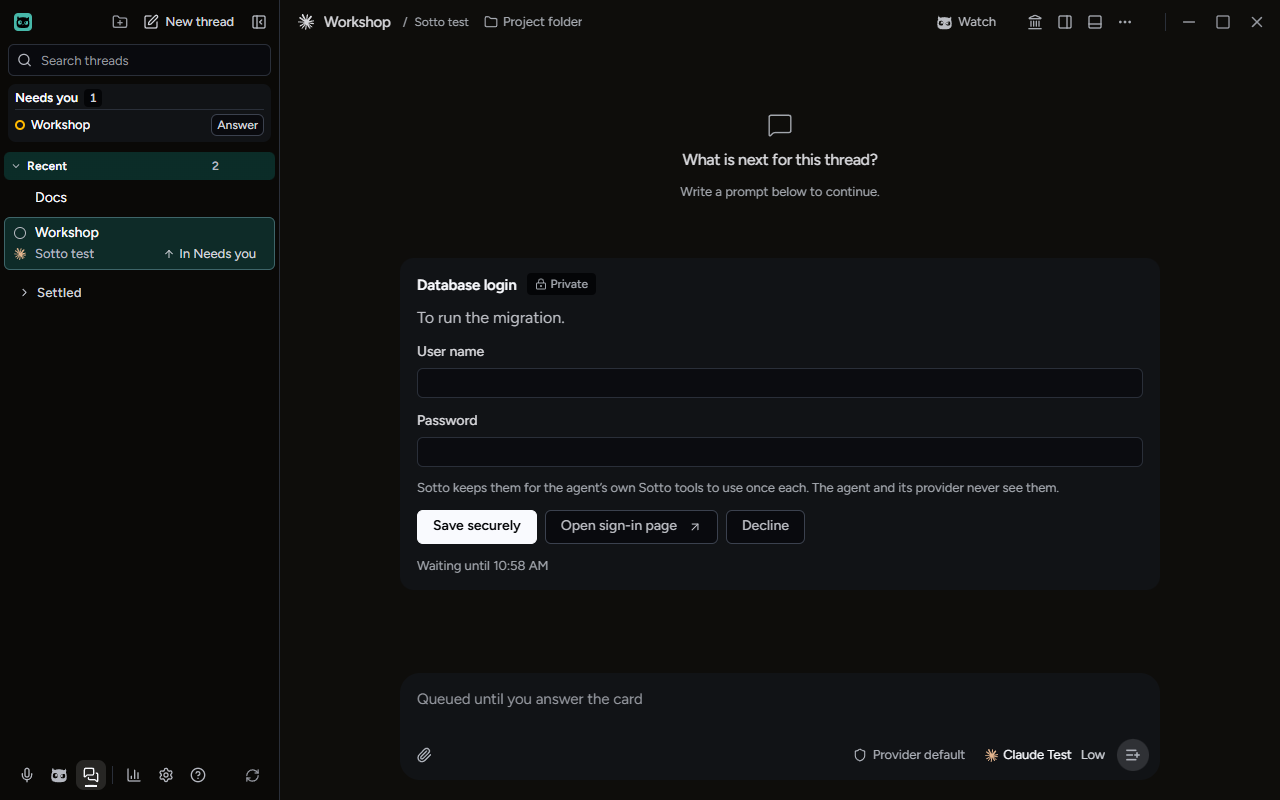 New thread
Search threads
Needs you 1
Workshop Answer
Recent 2
Docs
Workshop
Sotto test In Needs you
Settled
Workshop / Sotto test Project folder Watch
What is next for this thread?
Write a prompt below to continue.
Database login Private
To run the migration.
User name
Password
Sotto keeps them for the agent's own Sotto tools to use once each. The agent and its provider never see them.
Save securely Open sign-in page Decline
Waiting until 10:58 AM
Queued until you answer the card
Provider default Claude Test Low